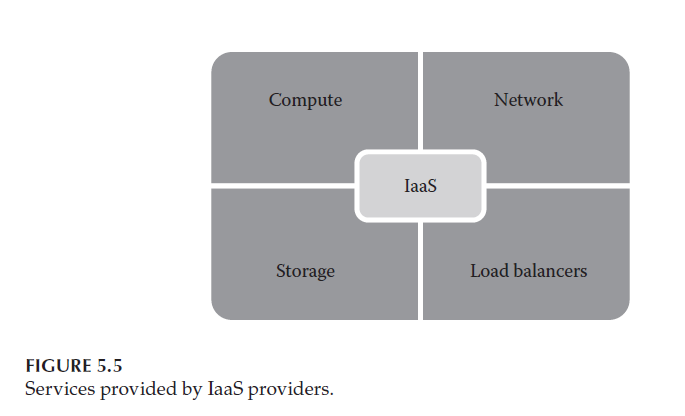 Compute
Network
IaaS
Storage
Load balancers
FIGURE 5.5
Services provided by IaaS providers.